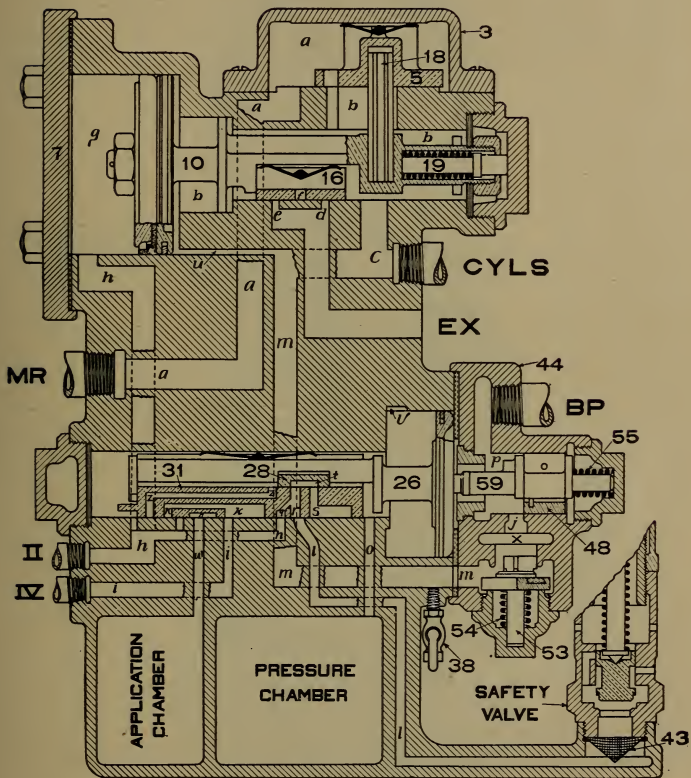 a
3
18
5
a
b
7
g
10
b
b
19
16
c
e
d
u
C
CYLS
h
a
m
EX
44
MR
a
BP
U
55
p
31
28
t
26
59
j
48
s
x
h
II
h
w
i
l
o
m
m
IV
i
54
53
38
APPLICATION CHAMBER
PRESSURE CHAMBER
SAFETY VALVE
43
l